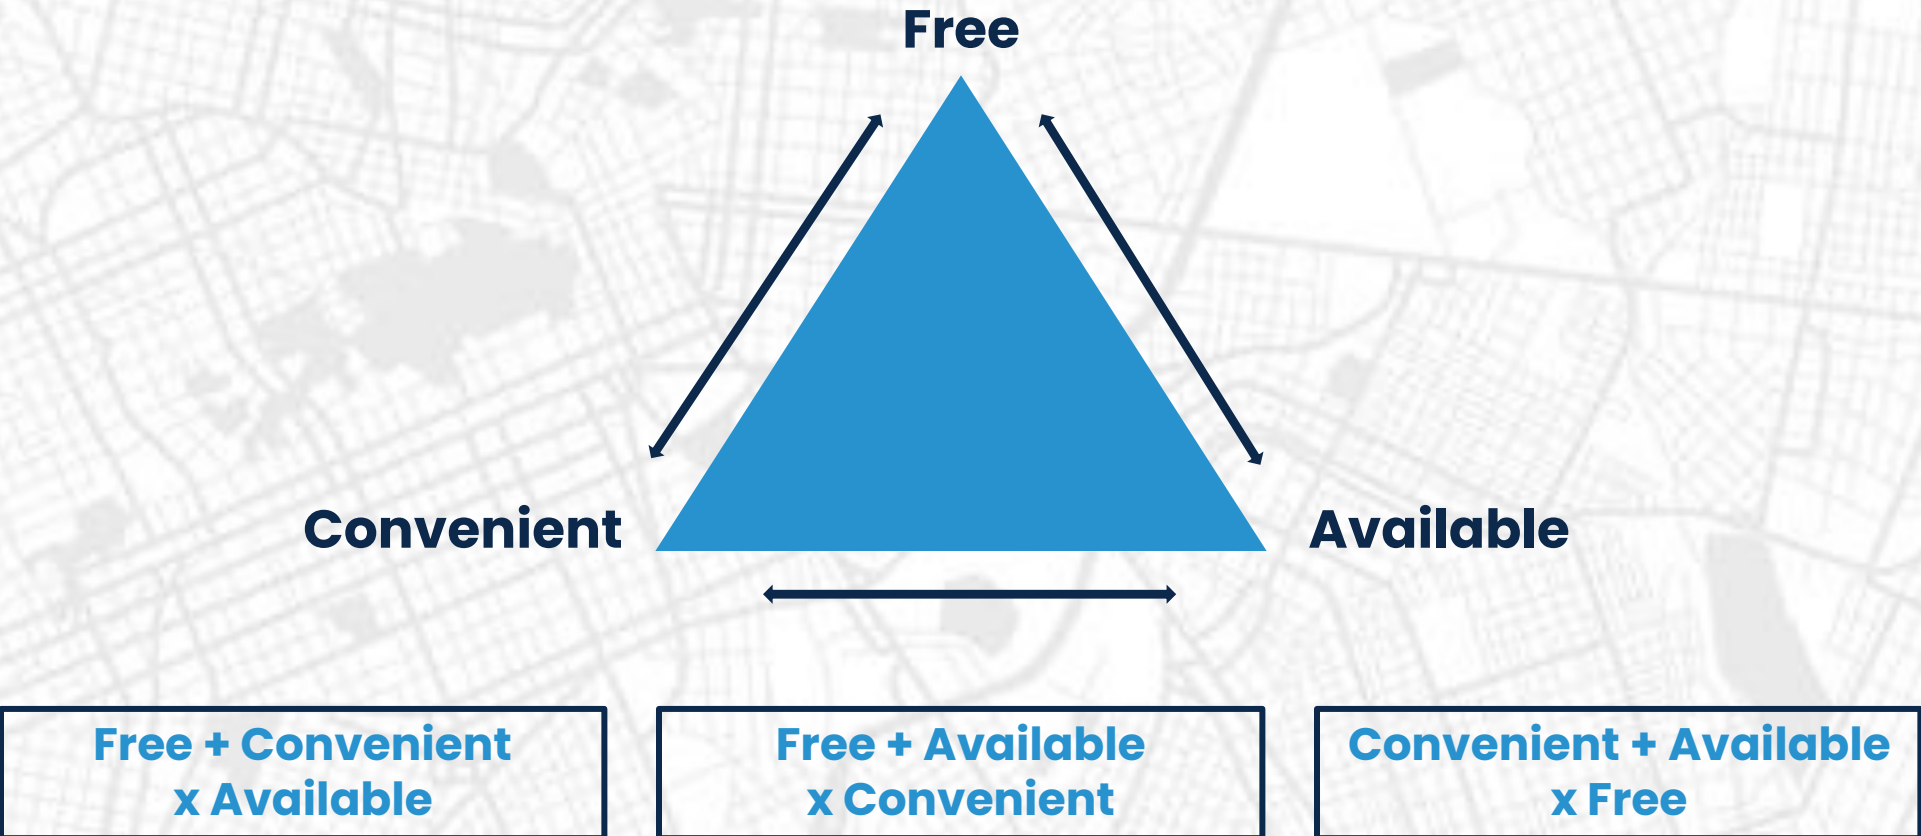 Free
Convenient
Available
Free + Convenient
x Available
Free + Available
x Convenient
Convenient + Available
x Free